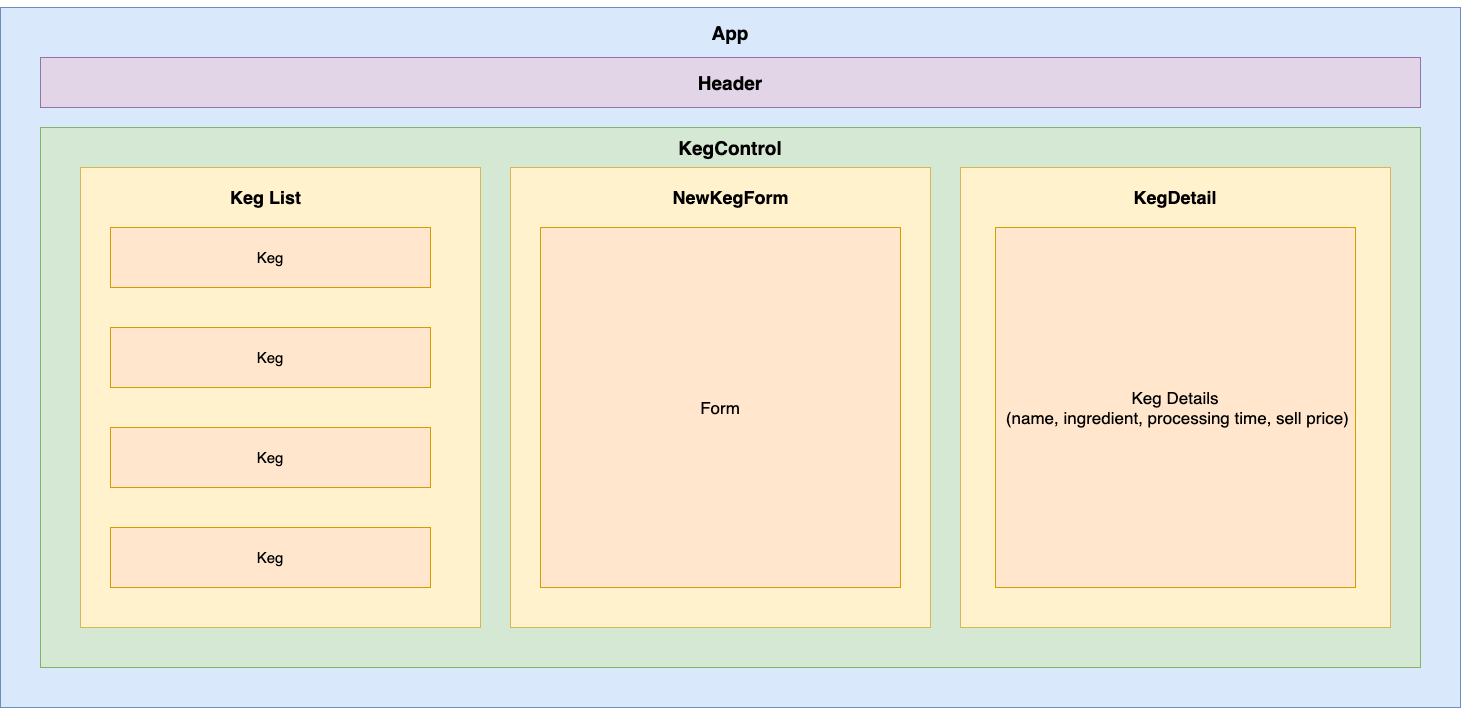 App
Header
KegControl
Keg List
Keg
Keg
Keg
Keg
NewKegForm
Form
KegDetail
Keg Details
(name, ingredient, processing time, sell price)